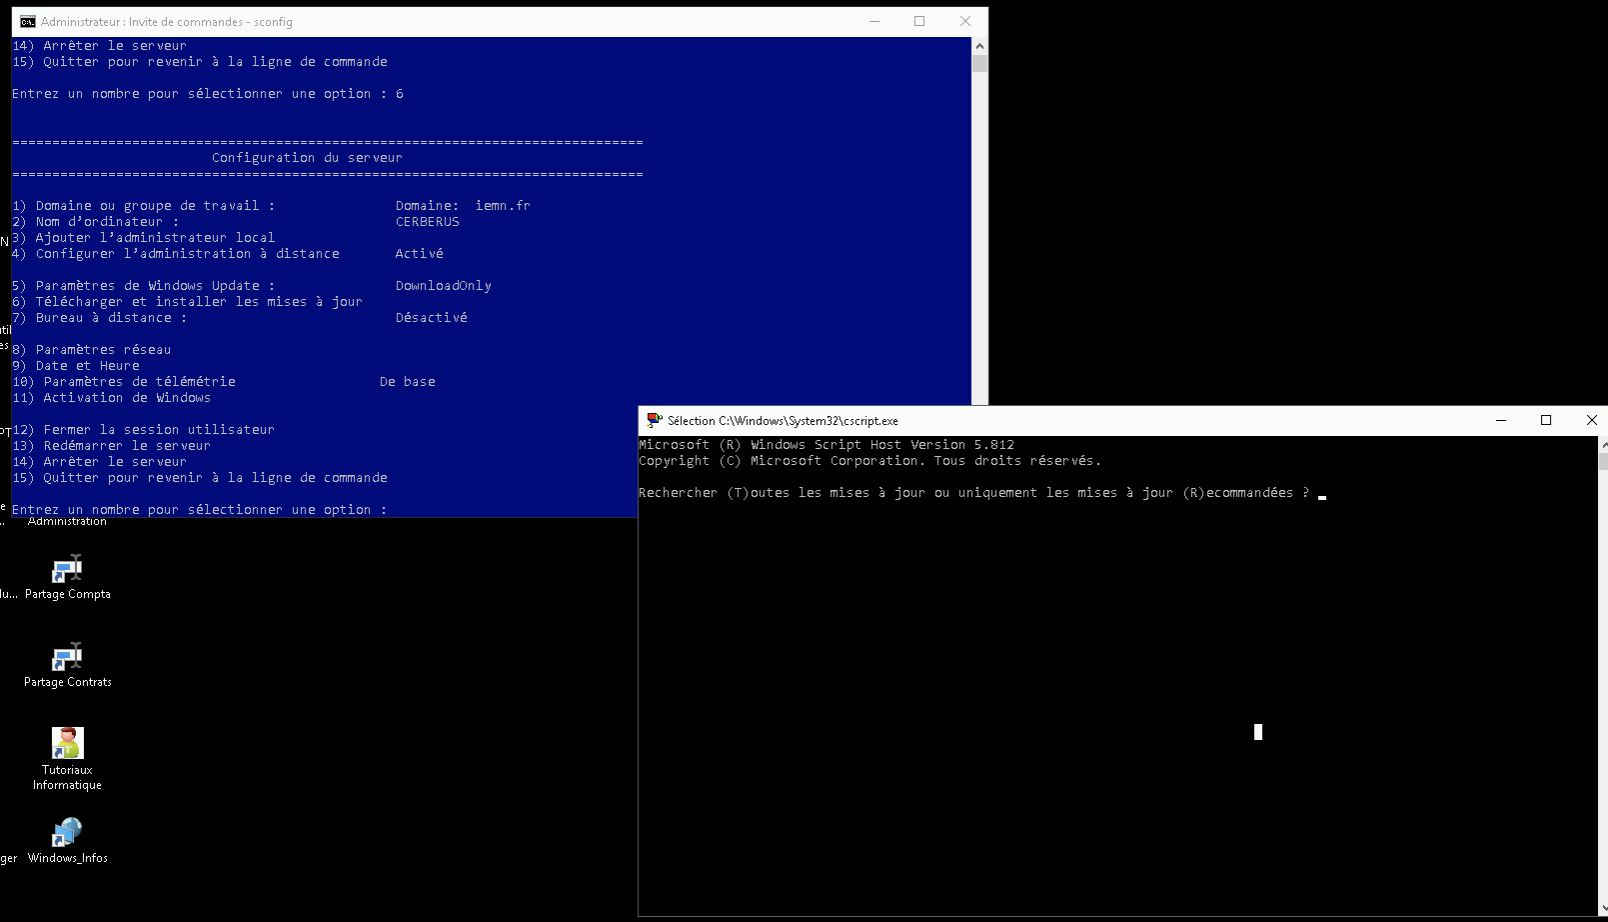 Administrateur : Invite de commandes - sconfig
14) Arrêter le serveur
15) Quitter pour revenir à la ligne de commande
Entrez un nombre pour sélectionner une option : 6
===============================================================================
Configuration du serveur
===============================================================================
1) Domaine ou groupe de travail : Domaine: iemn.fr
2) Nom d'ordinateur : CERBERUS
3) Ajouter l'administrateur local
4) Configurer l'administration à distance Activé
5) Paramètres de Windows Update : DownloadOnly
6) Télécharger et installer les mises à jour
7) Bureau à distance : Désactivé
8) Paramètres réseau
9) Date et Heure
10) Paramètres de télémétrie De base
11) Activation de Windows
12) Fermer la session utilisateur
13) Redémarrer le serveur
14) Arrêter le serveur
15) Quitter pour revenir à la ligne de commande
Entrez un nombre pour sélectionner une option :
Sélection C:\Windows\System32\cscript.exe
Microsoft (R) Windows Script Host Version 5.812
Copyright (C) Microsoft Corporation. Tous droits réservés.
Rechercher (T)outes les mises à jour ou uniquement les mises à jour (R)ecommandées ?
Administration
Partage Compta
Partage Contrats
Tutoriaux
Informatique
ger
Windows_Infos